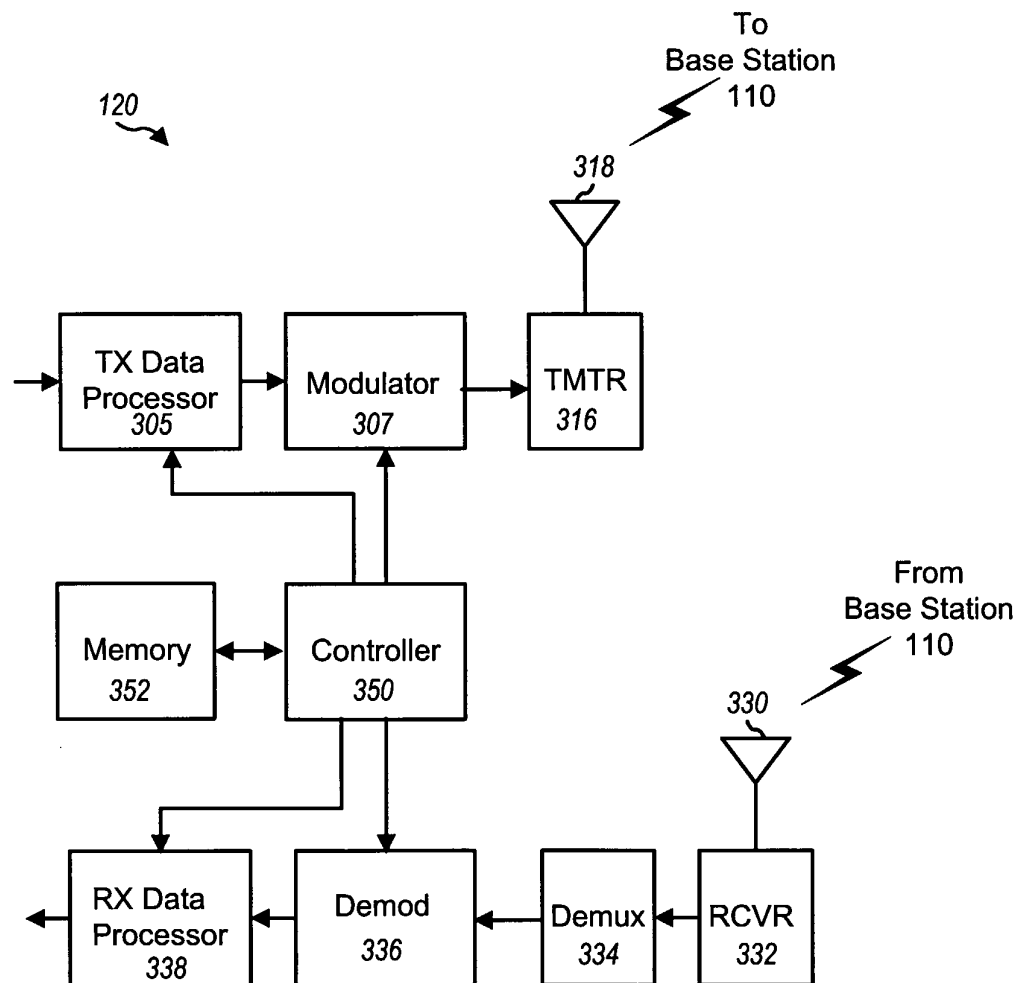 To
Base Station
110
120
318
TX Data
Processor
305
Modulator
307
TMTR
316
From
Base Station
110
Memory
352
Controller
350
330
RX Data
Processor
338
Demod
336
Demux
334
RCVR
332